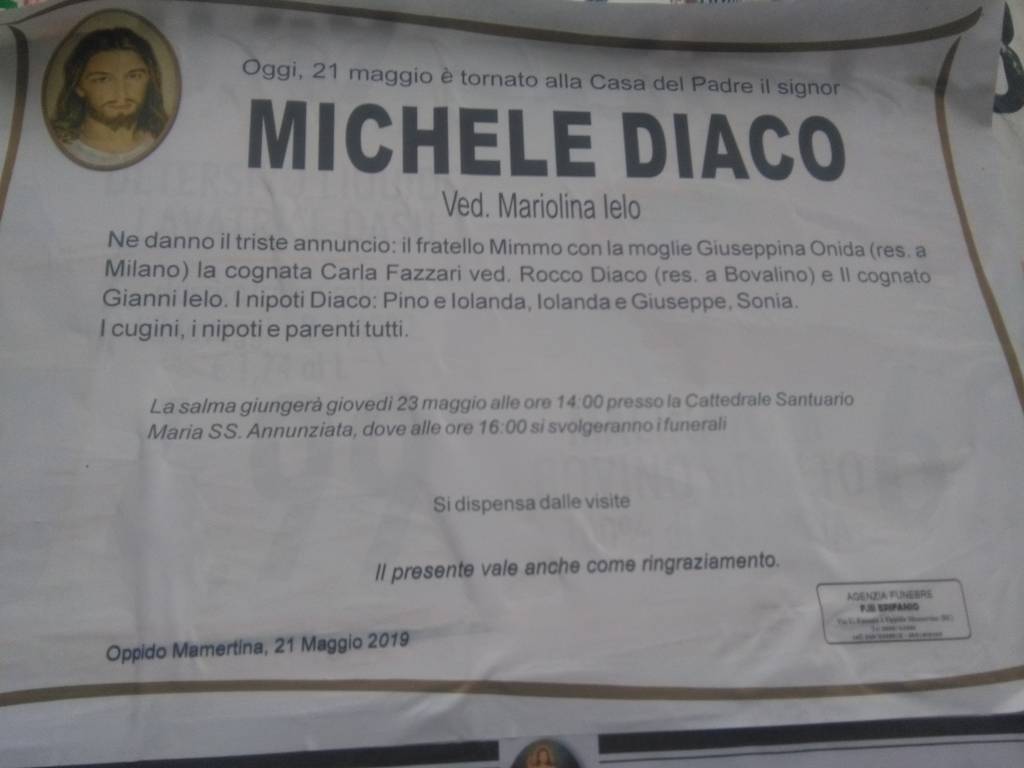 Oggi, 21 maggio è tornato alla Casa del Padre il signor
MICHELE DIACO
Ved. Mariolina Ielo
Ne danno il triste annuncio: il fratello Mimmo con la moglie Giuseppina Onida (res. a
Milano) la cognata Carla Fazzari ved. Rocco Diaco (res. a Bovalino) e Il cognato
Gianni Ielo. I nipoti Diaco: Pino e Iolanda, Iolanda e Giuseppe, Sonia.
I cugini, i nipoti e parenti tutti.
La salma giungerà giovedì 23 maggio alle ore 14:00 presso la Cattedrale Santuario
Maria SS. Annunziata, dove alle ore 16:00 si svolgeranno i funerali
Si dispensa dalle visite
Il presente vale anche come ringraziamento.
AGENZIA FUNEBRE
F.lli EPIFANIO
Oppido Mamertina, 21 Maggio 2019